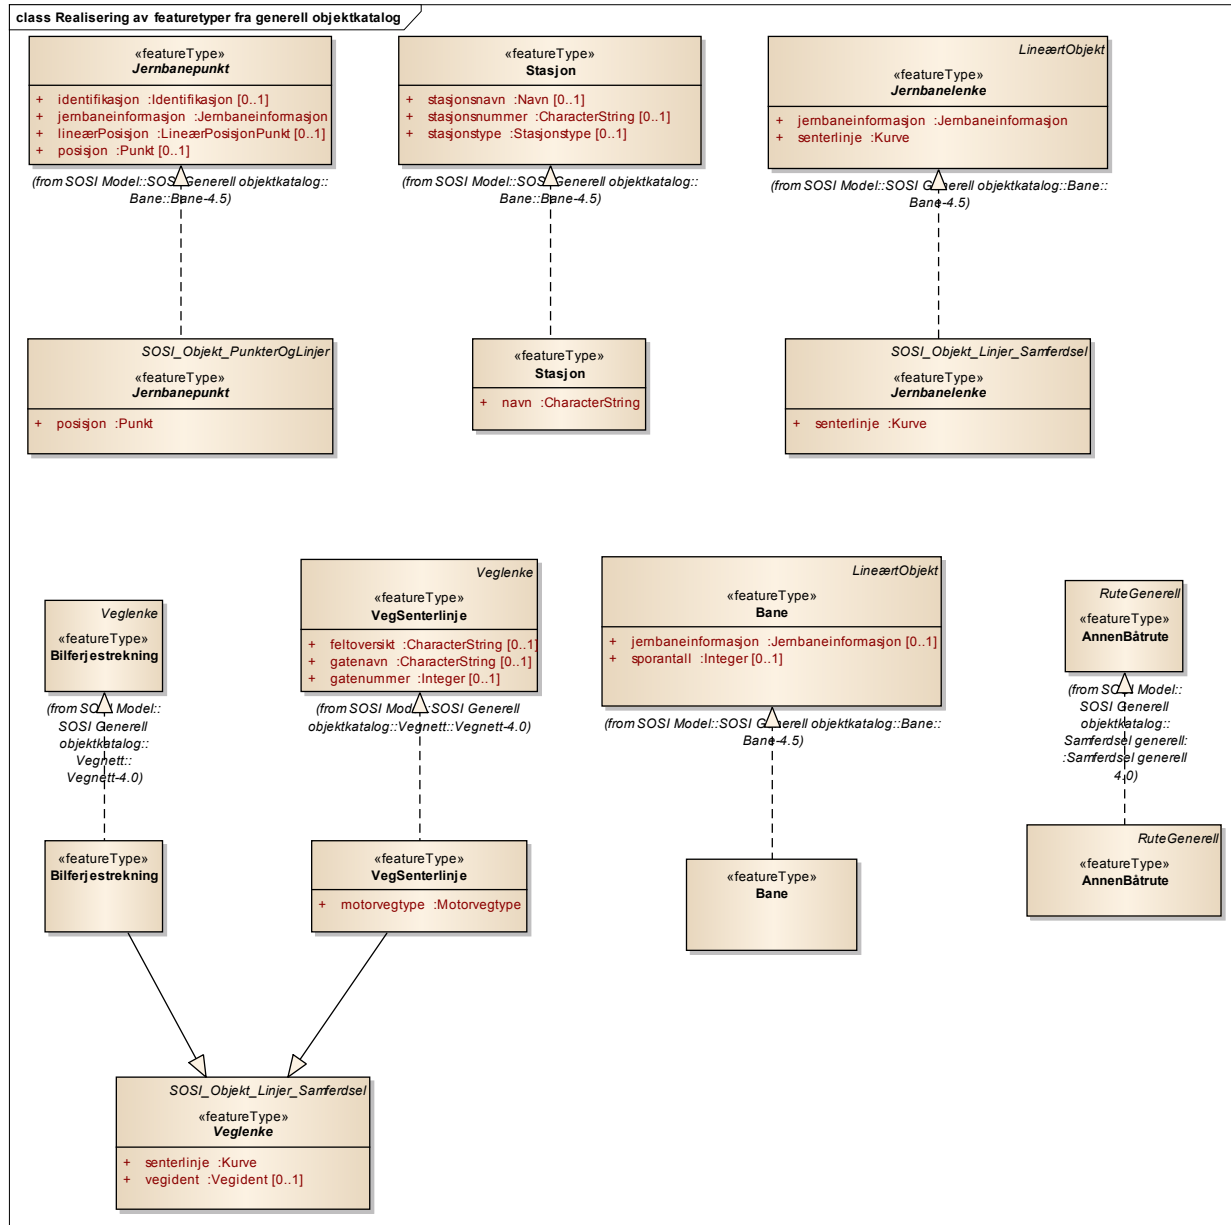 class Realisering av featuretyper fra generell objektkatalog
«featureType»
Jernbanepunkt
+ identifikasjon :Identifikasjon [0..1]
+ jernbaneinformasjon :Jernbaneinformasjon
+ lineærPosisjon :LineærPosisjonPunkt [0..1]
+ posisjon :Punkt [0..1]
(from SOSI Model::SOSI Generell objektkatalog::
Bane::Bane-4.5)
«featureType»
Stasjon
+ stasjonsnavn :Navn [0..1]
+ stasjonsnummer :CharacterString [0..1]
+ stasjonstype :Stasjonstype [0..1]
(from SOSI Model::SOSI Generell objektkatalog::
Bane::Bane-4.5)
LineærtObjekt
«featureType»
Jernbanelenke
+ jernbaneinformasjon :Jernbaneinformasjon
+ senterlinje :Kurve
(from SOSI Model::SOSI Generell objektkatalog::Bane::
Bane-4.5)
SOSI_Objekt_PunkterOgLinjer
«featureType»
Jernbanepunkt
+ posisjon :Punkt
«featureType»
Stasjon
+ navn :CharacterString
SOSI_Objekt_Linjer_Samferdsel
«featureType»
Jernbanelenke
+ senterlinje :Kurve
Veglenke
«featureType»
Bilferjestrekning
(from SOSI Model::
SOSI Generell
objektkatalog::
Vegnett::
Vegnett-4.0)
Veglenke
«featureType»
VegSenterlinje
+ feltoversikt :CharacterString [0..1]
+ gatenavn :CharacterString [0..1]
+ gatenummer :Integer [0..1]
(from SOSI Model::SOSI Generell
objektkatalog::Vegnett::Vegnett-4.0)
LineærtObjekt
«featureType»
Bane
+ jernbaneinformasjon :Jernbaneinformasjon [0..1]
+ sporantall :Integer [0..1]
(from SOSI Model::SOSI Generell objektkatalog::Bane::
Bane-4.5)
RuteGenerell
«featureType»
AnnenBåtrute
(from SOSI Model::
SOSI Generell
objektkatalog::
Samferdsel generell:
:Samferdsel generell
4.0)
«featureType»
Bilferjestrekning
«featureType»
VegSenterlinje
+ motorvegtype :Motorvegtype
«featureType»
Bane
RuteGenerell
«featureType»
AnnenBåtrute
SOSI_Objekt_Linjer_Samferdsel
«featureType»
Veglenke
+ senterlinje :Kurve
+ vegident :Vegident [0..1]